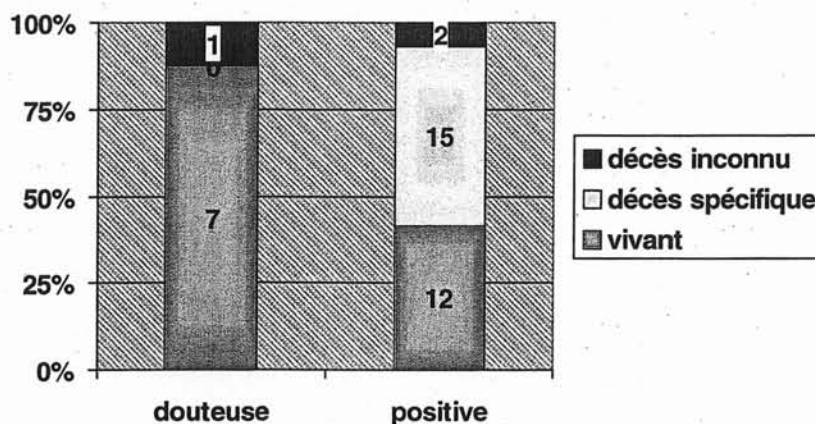 100%
75%
50%
25%
0%
1
0
7
2
15
12
douteuse
positive
décès inconnu
décès spécifique
vivant